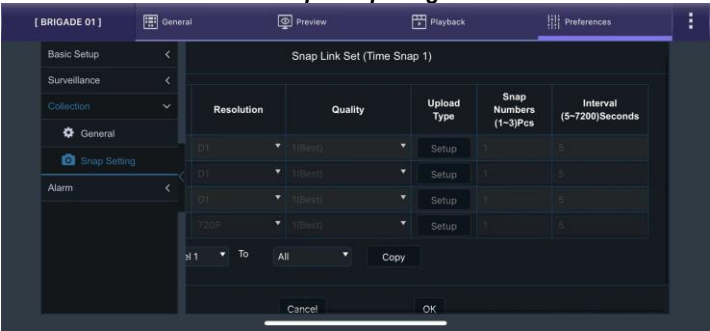 [ BRIGADE 01 ] General Preview Playback Preferences
Basic Setup
Surveillance
Collection
General
Snap Setting
Alarm
Snap Link Set (Time Snap 1)
Resolution Quality Upload Type Snap Numbers (1~3)Pcs Interval (5~7200)Seconds
D1 1(Best) Setup 1 5
D1 1(Best) Setup 1 5
D1 1(Best) Setup 1 5
720P 1(Best) Setup 1 5
el 1 To All Copy
Cancel OK